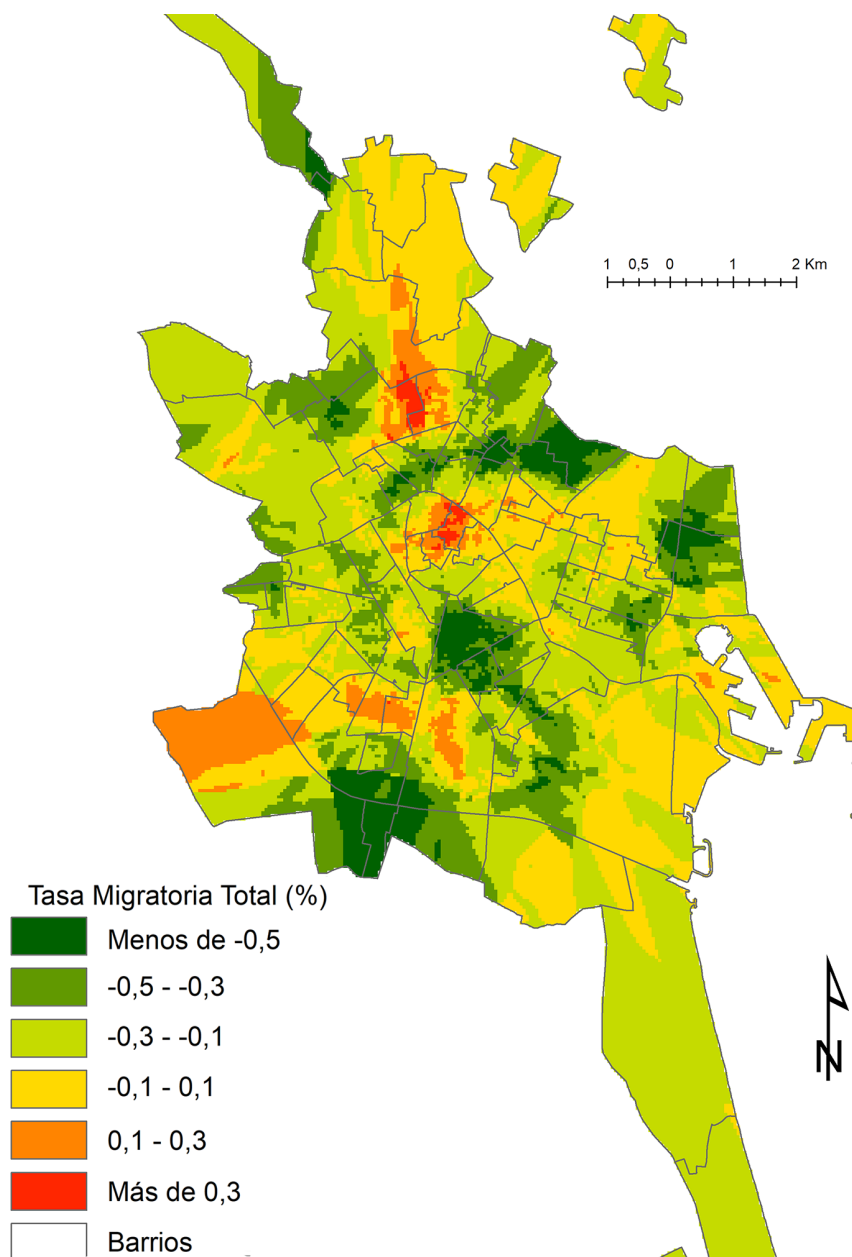 1 0,5 0 1 2 Km
Tasa Migratoria Total (%)
Menos de -0,5
-0,5 - -0,3
-0,3 - -0,1
-0,1 - 0,1
0,1 - 0,3
Más de 0,3
Barrios
N